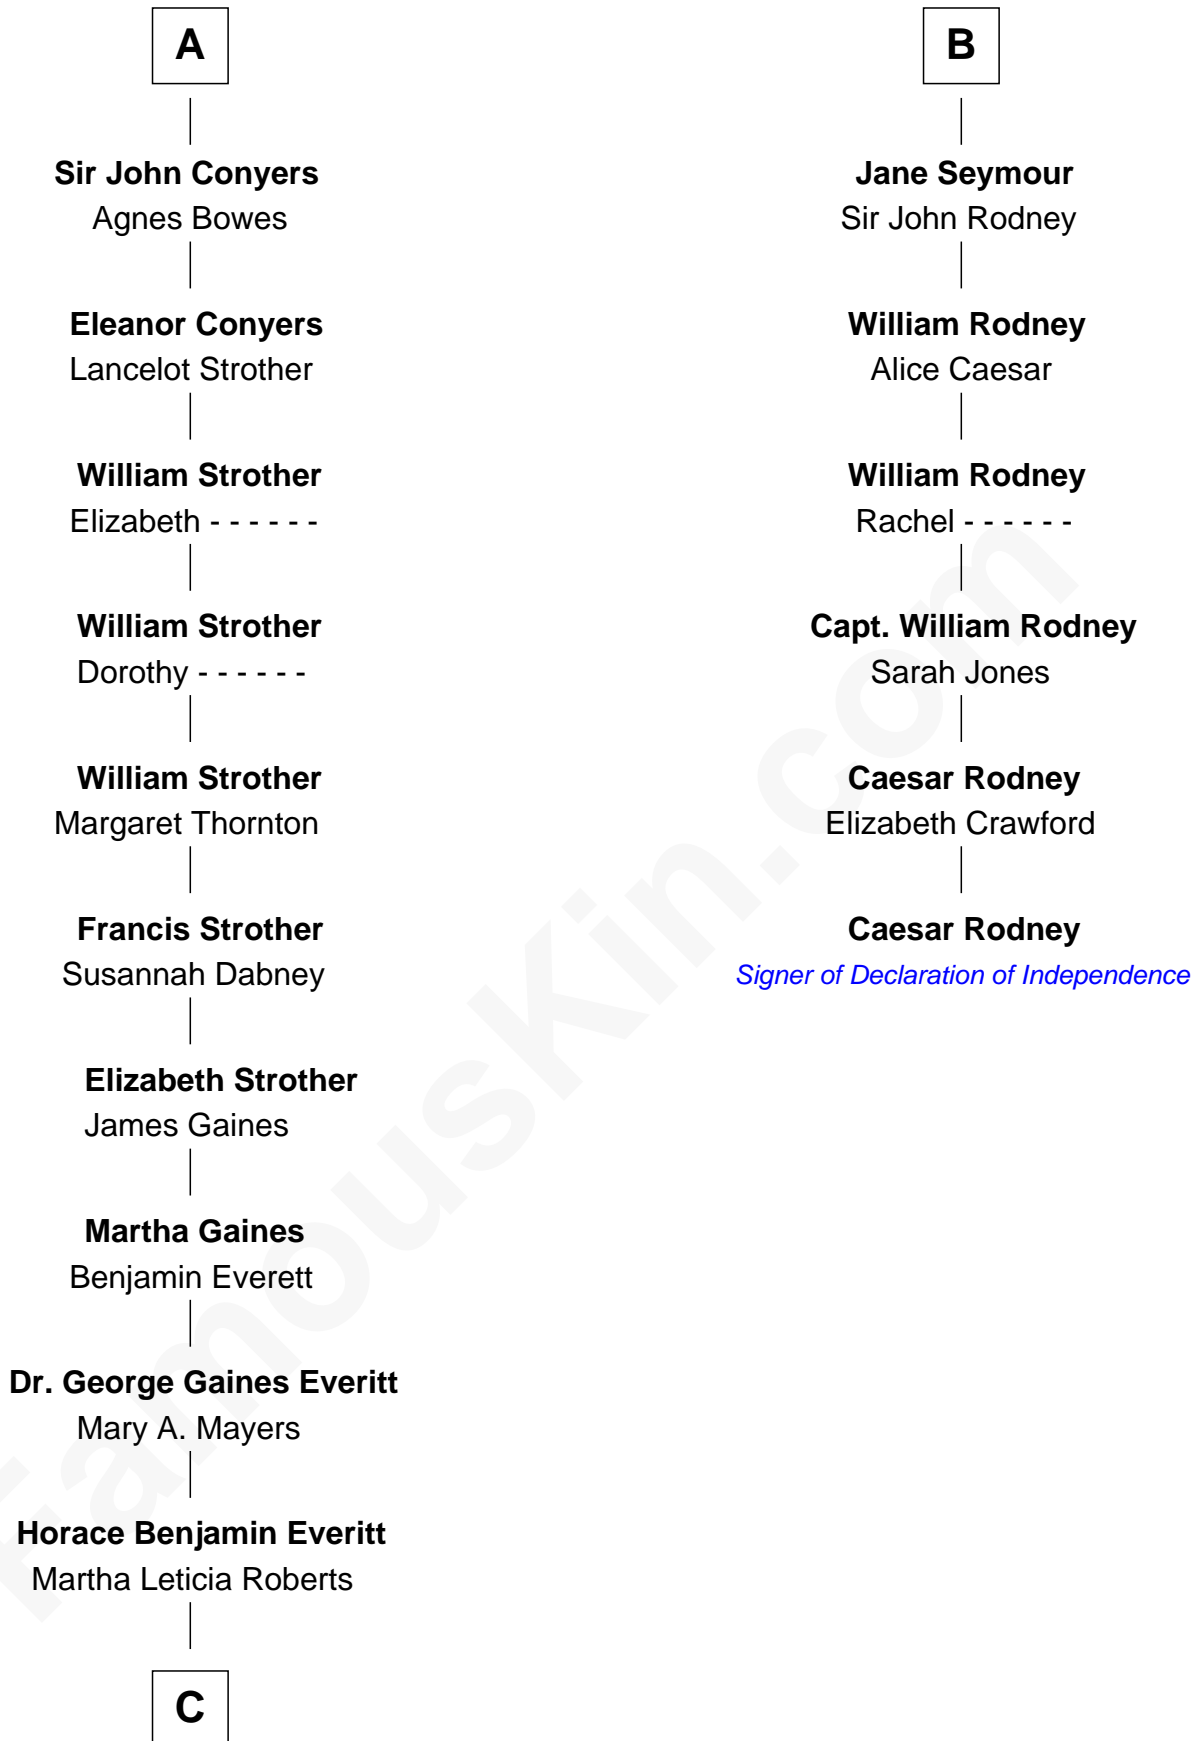 A
Sir John Conyers
Agnes Bowes
Eleanor Conyers
Lancelot Strother
William Strother
Elizabeth - - - - - -
William Strother
Dorothy - - - - - -
William Strother
Margaret Thornton
Francis Strother
Susannah Dabney
Elizabeth Strother
James Gaines
Martha Gaines
Benjamin Everett
Dr. George Gaines Everitt
Mary A. Mayers
Horace Benjamin Everitt
Martha Leticia Roberts
C
B
Jane Seymour
Sir John Rodney
William Rodney
Alice Caesar
William Rodney
Rachel - - - - - -
Capt. William Rodney
Sarah Jones
Caesar Rodney
Elizabeth Crawford
Caesar Rodney
Signer of Declaration of Independence
FamousKin.com